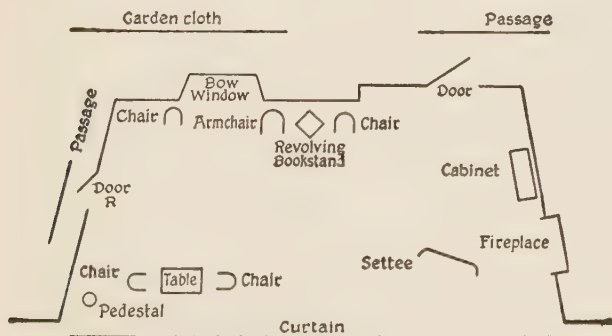 Garden cloth
Passage
Bow
Window
Door
Passage
Chair
Armchair
Chair
Revolving
Bookstand
Cabinet
Door
R
Fireplace
Settee
Chair
Table
Chair
Pedestal
Curtain